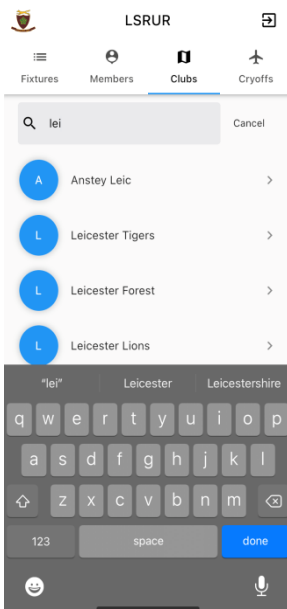 LSRUR
Fixtures Members Clubs Cryoffs
lei Cancel
A Anstey Leic
L Leicester Tigers
L Leicester Forest
L Leicester Lions
“lei” Leicester Leicestershire
q w e r t y u i o p
a s d f g h j k l
z x c v b n m
123 space done